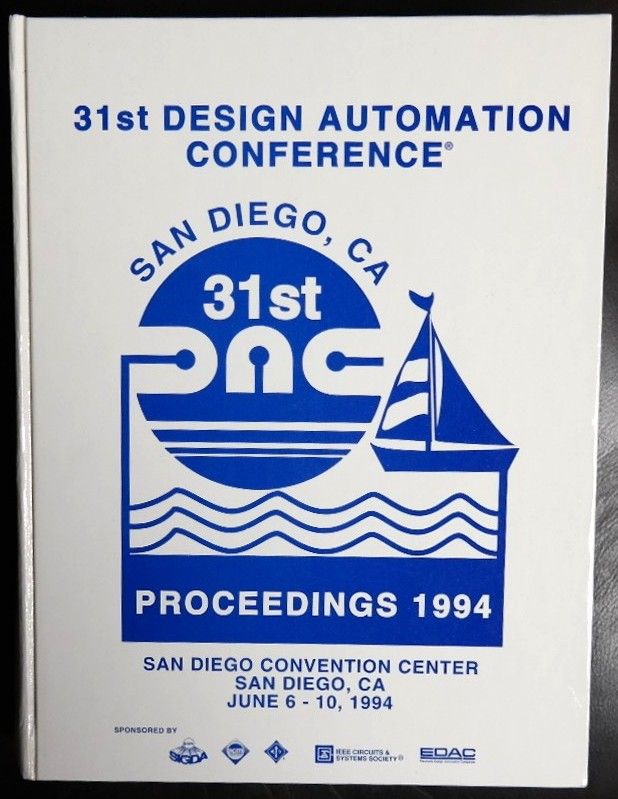 31st DESIGN AUTOMATION
CONFERENCE®
SAN DIEGO, CA
31st
DAC
PROCEEDINGS 1994
SAN DIEGO CONVENTION CENTER
SAN DIEGO, CA
JUNE 6 - 10, 1994
SPONSORED BY
SIGDA
IEEE CIRCUITS &
SYSTEMS SOCIETY®
EDAC